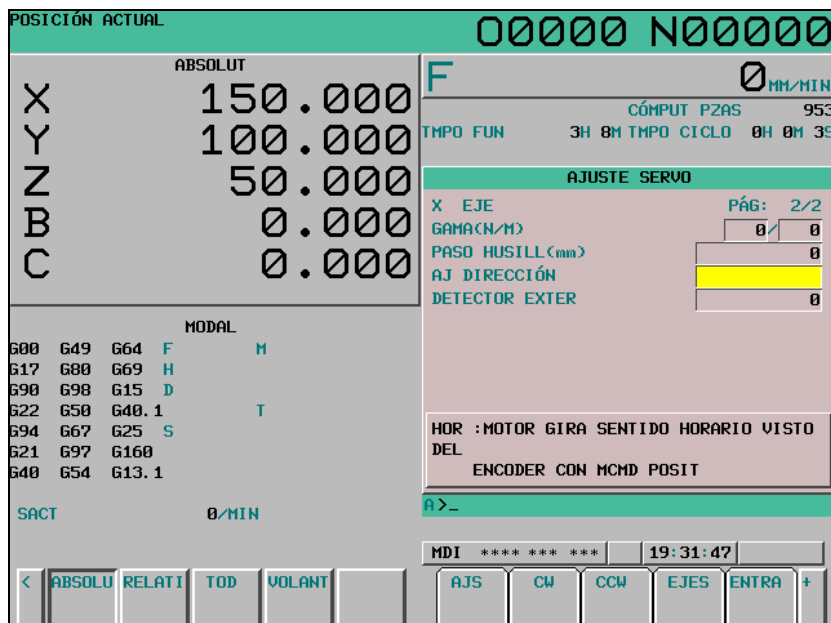 POSICIÓN ACTUAL
O0000 N00000
ABSOLUT
X 150.000
Y 100.000
Z 50.000
B 0.000
C 0.000
F 0 MM/MIN
CÓMPUT PZAS 953
TMPO FUN 3H 8M TMPO CICLO 0H 0M 3S
MODAL
G00 G49 G64 F M
G17 G80 G69 H
G90 G98 G15 D
G22 G50 G40.1 T
G94 G67 G25 S
G21 G97 G160
G40 G54 G13.1
SACT 0/MIN
AJUSTE SERVO
X EJE PÁG: 2/2
GAMA(N/M) 0/ 0
PASO HUSILL(mm) 0
AJ DIRECCIÓN
DETECTOR EXTER 0
HOR :MOTOR GIRA SENTIDO HORARIO VISTO
DEL
ENCODER CON MCMD POSIT
A>_
MDI **** *** *** 19:31:47
< ABSOLU RELATI TOD VOLANT
AJS CW CCW EJES ENTRA +